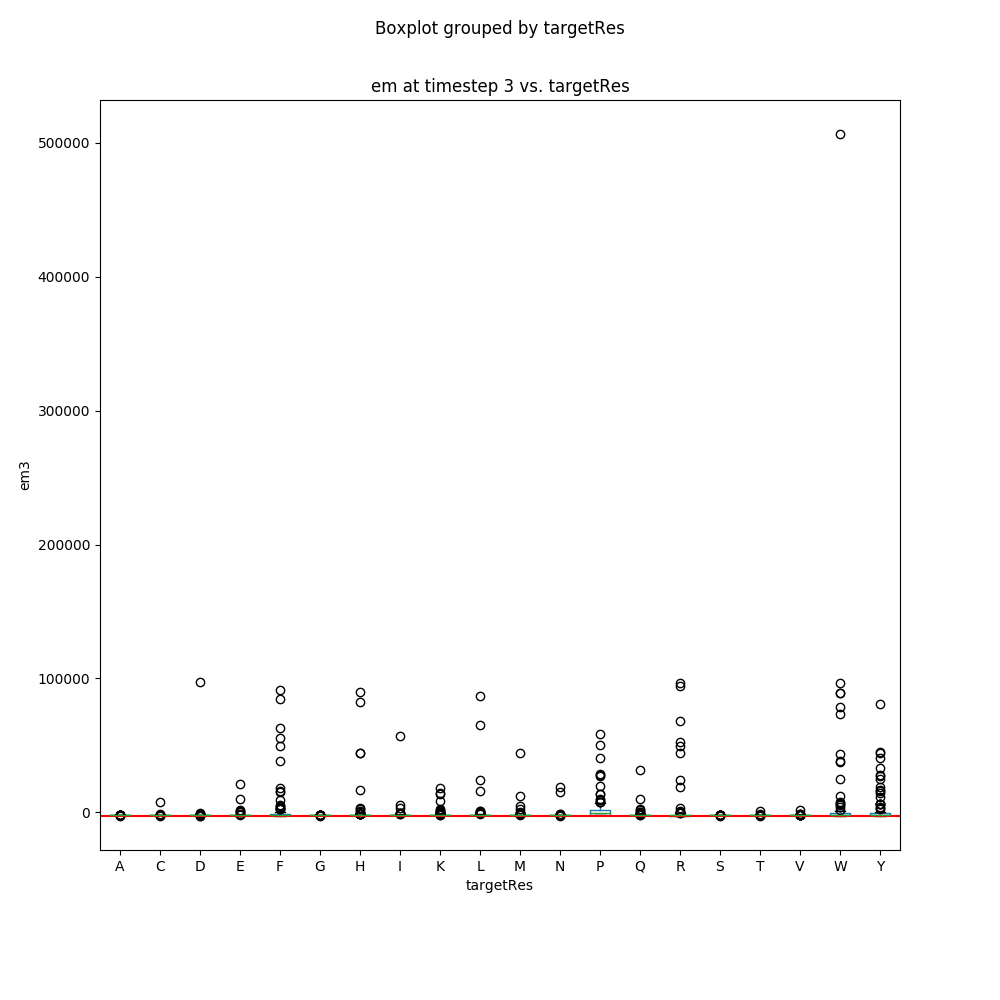 Boxplot grouped by targetRes
em at timestep 3 vs. targetRes
500000
400000
300000
200000
100000
0
em3
A C D E F G H I K L M N P Q R S T V W Y
targetRes